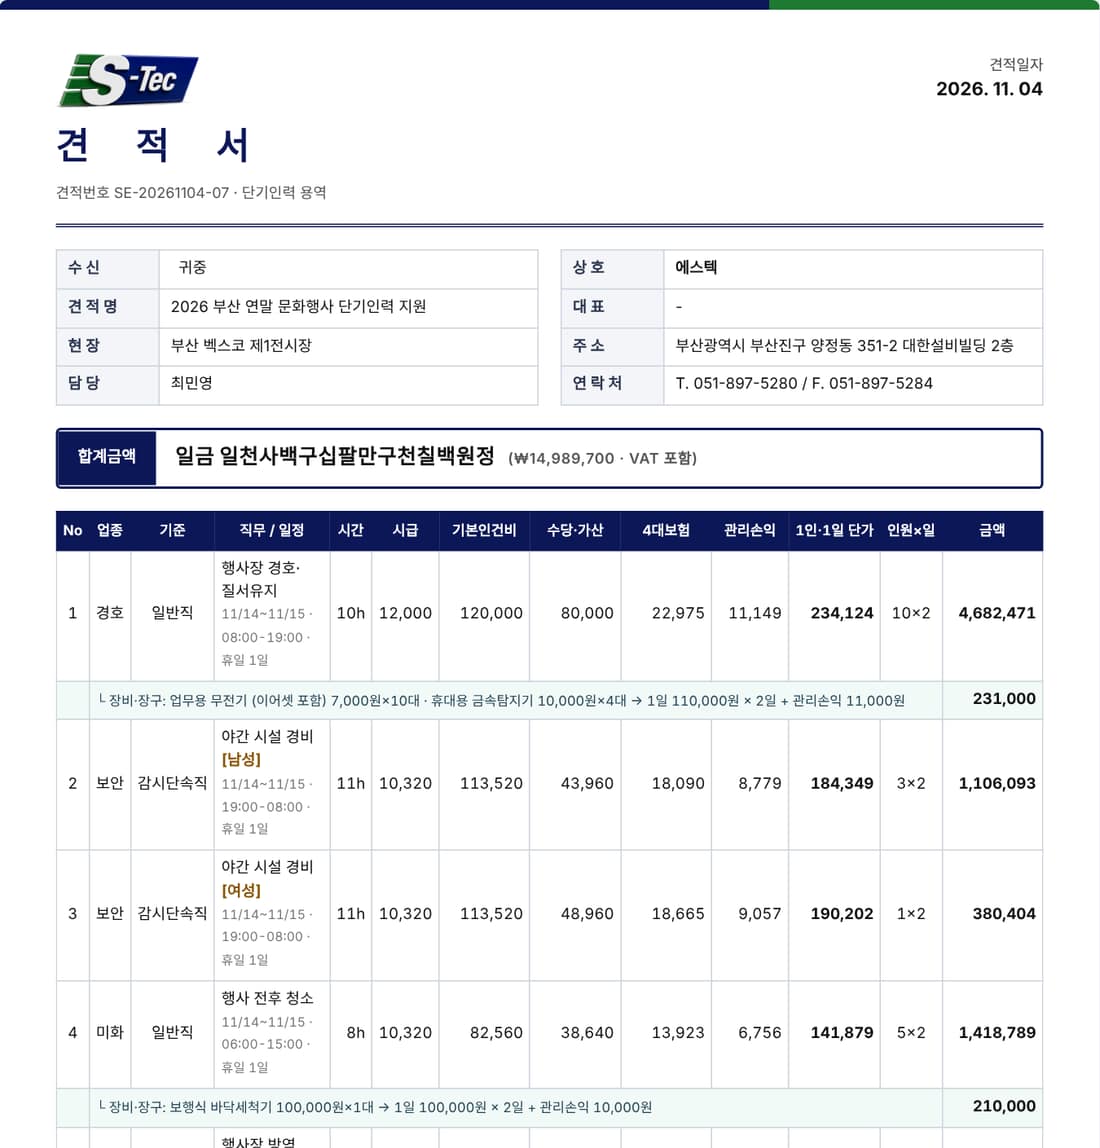 S-Tec
견적일자
2026. 11. 04
견 적 서
견적번호 SE-20261104-07 · 단기인력 용역
수신 귀중
견적명 2026 부산 연말 문화행사 단기인력 지원
현장 부산 벡스코 제1전시장
담당 최민영
상호 에스텍
대표 -
주소 부산광역시 부산진구 양정동 351-2 대한설비빌딩 2층
연락처 T. 051-897-5280 / F. 051-897-5284
합계금액 일금 일천사백구십팔만구천칠백원정 (₩14,989,700 · VAT 포함)
No 업종 기준 직무 / 일정 시간 시급 기본인건비 수당·가산 4대보험 관리손익 1인·1일 단가 인원×일 금액
1 경호 일반직 행사장 경호·
질서유지
11/14~11/15 ·
08:00-19:00 ·
휴일 1일
10h 12,000 120,000 80,000 22,975 11,149 234,124 10×2 4,682,471
└ 장비·장구: 업무용 무전기 (이어셋 포함) 7,000원×10대 · 휴대용 금속탐지기 10,000원×4대 → 1일 110,000원 × 2일 + 관리손익 11,000원 231,000
2 보안 감시단속직 야간 시설 경비
[남성]
11/14~11/15 ·
19:00-08:00 ·
휴일 1일
11h 10,320 113,520 43,960 18,090 8,779 184,349 3×2 1,106,093
3 보안 감시단속직 야간 시설 경비
[여성]
11/14~11/15 ·
19:00-08:00 ·
휴일 1일
11h 10,320 113,520 48,960 18,665 9,057 190,202 1×2 380,404
4 미화 일반직 행사 전후 청소
11/14~11/15 ·
06:00-15:00 ·
휴일 1일
8h 10,320 82,560 38,640 13,923 6,756 141,879 5×2 1,418,789
└ 장비·장구: 보행식 바닥세척기 100,000원×1대 → 1일 100,000원 × 2일 + 관리손익 10,000원 210,000
행사장 방역